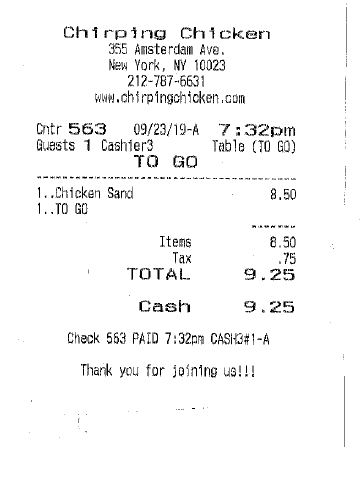 Chirping Chicken
355 Amsterdam Ave.
New York, NY 10023
212-787-6631
www.chirpingchicken.com
Cntr 563 09/23/19-A 7:32pm
Guests 1 Cashier3 Table (TO GO)
TO GO
1..Chicken Sand 8.50
1..TO GO
Items 8.50
Tax .75
TOTAL 9.25
Cash 9.25
Check 563 PAID 7:32pm CASH3#1-A
Thank you for joining us!!!